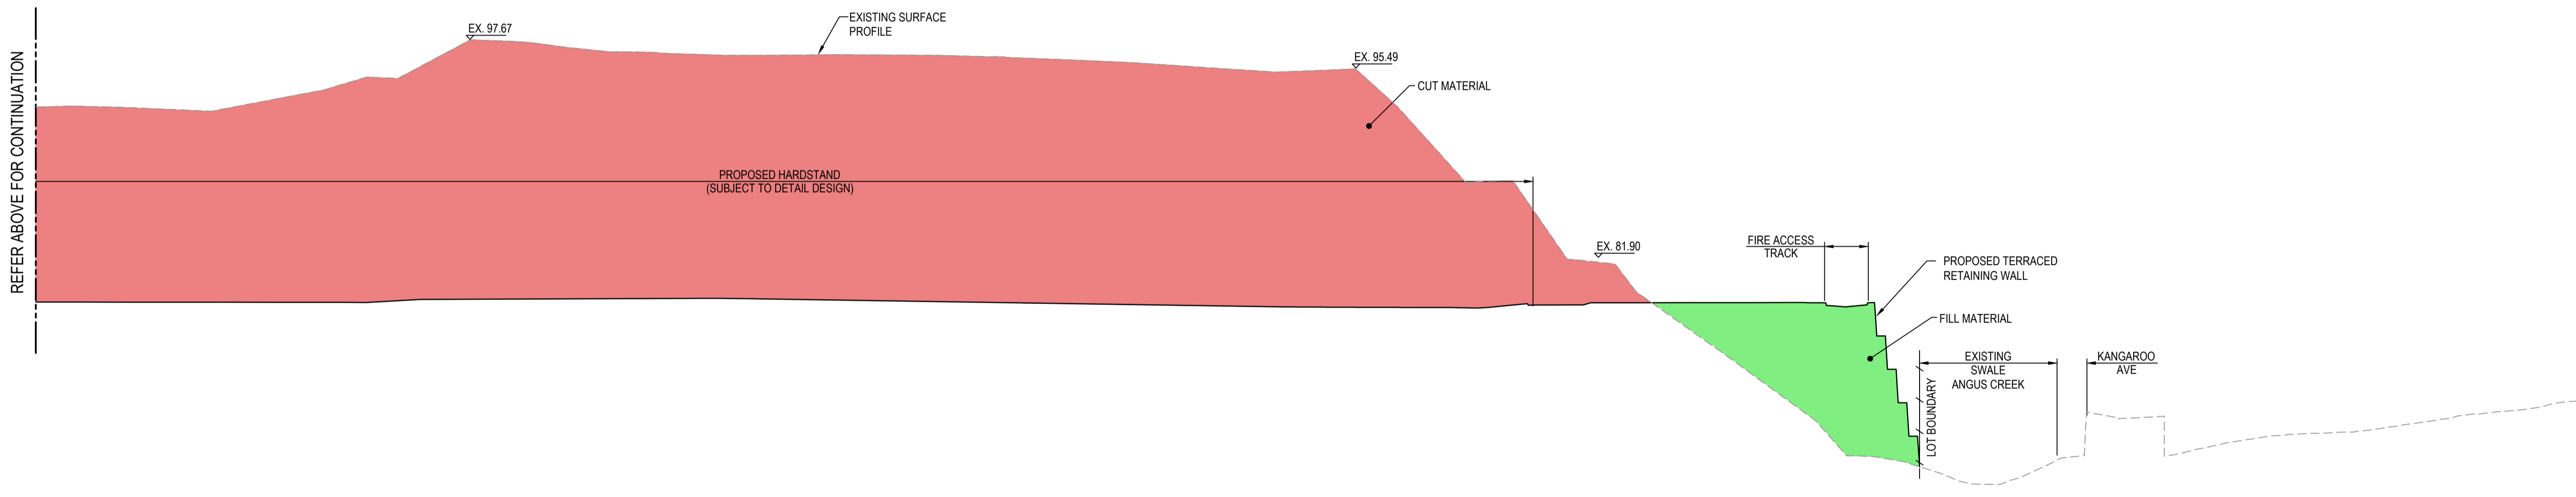 REFER ABOVE FOR CONTINUATION
EX. 97.67
EXISTING SURFACE
PROFILE
EX. 95.49
CUT MATERIAL
PROPOSED HARDSTAND
(SUBJECT TO DETAIL DESIGN)
EX. 81.90
FIRE ACCESS
TRACK
PROPOSED TERRACED
RETAINING WALL
FILL MATERIAL
LOT BOUNDARY
EXISTING
SWALE
ANGUS CREEK
KANGAROO
AVE